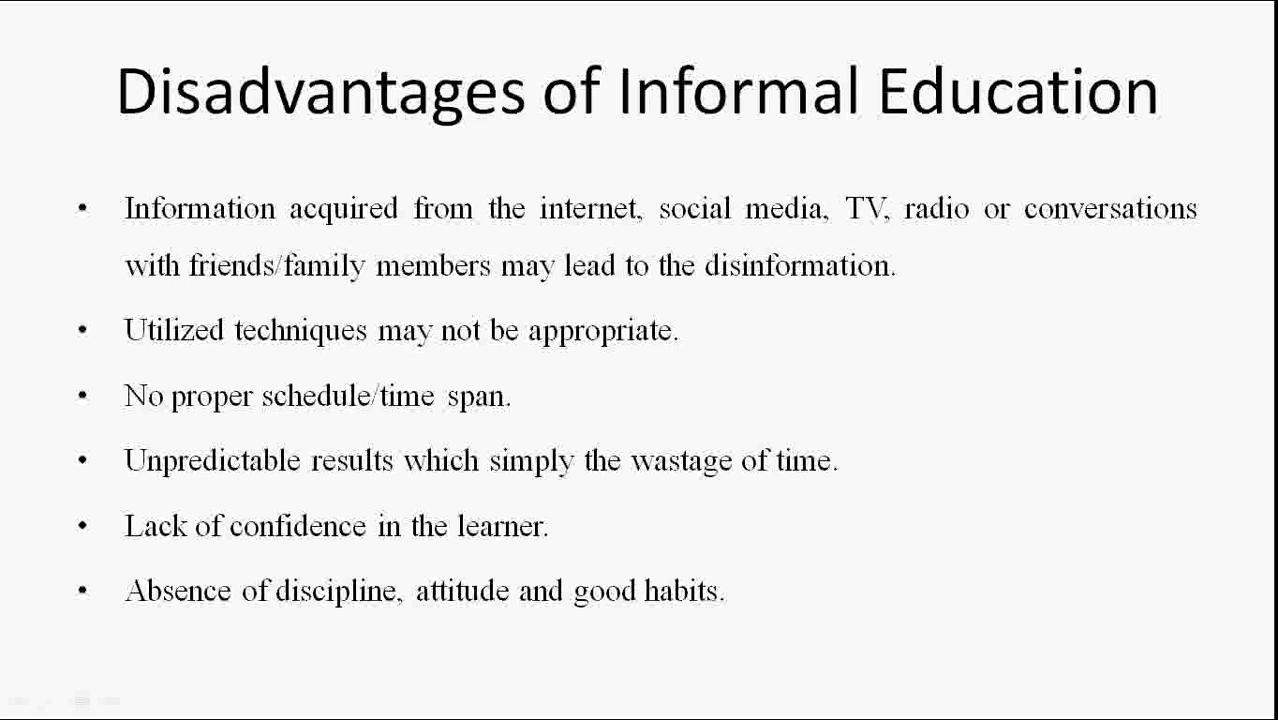 Disadvantages of Informal Education
• Information acquired from the internet, social media, TV, radio or conversations
with friends/family members may lead to the disinformation.
• Utilized techniques may not be appropriate.
• No proper schedule/time span.
• Unpredictable results which simply the wastage of time.
• Lack of confidence in the learner.
• Absence of discipline, attitude and good habits.